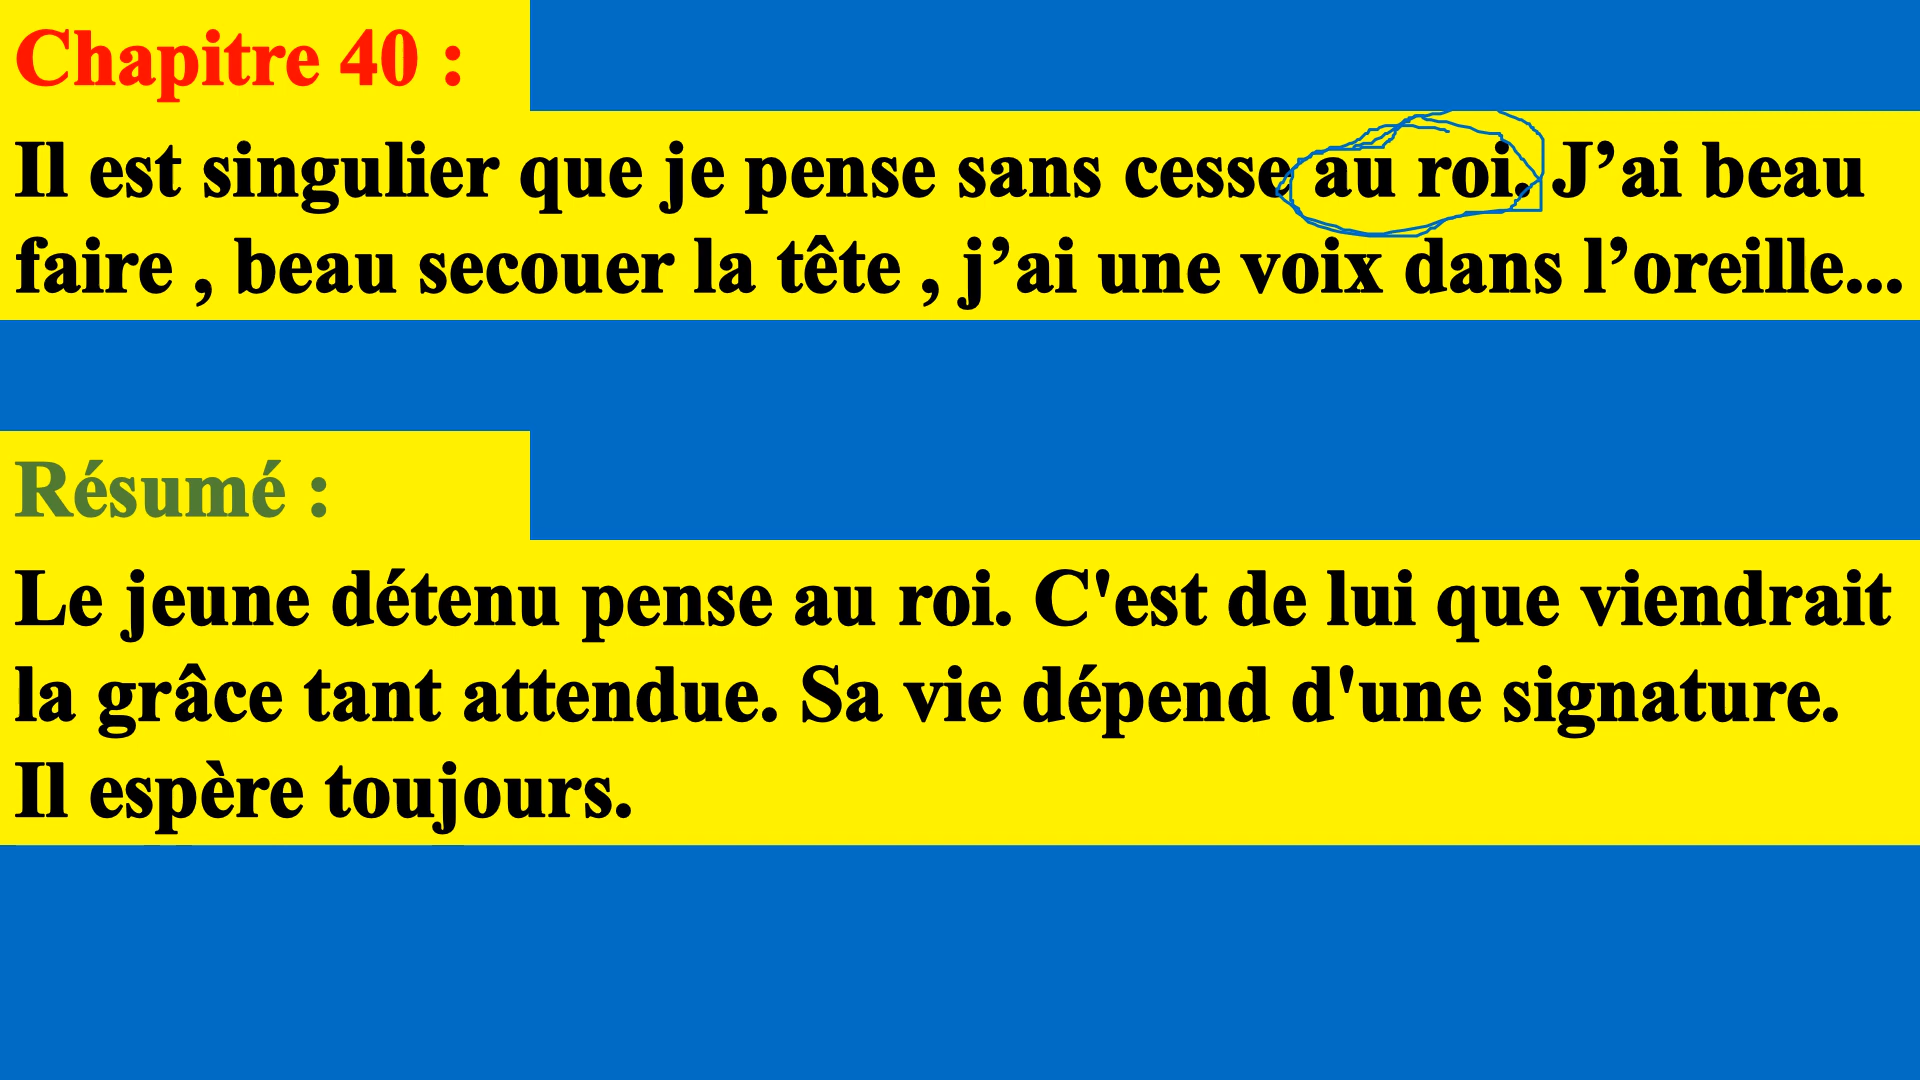 Chapitre 40 :
Il est singulier que je pense sans cesse au roi. J’ai beau
faire , beau secouer la tête , j’ai une voix dans l’oreille...
Résumé :
Le jeune détenu pense au roi. C'est de lui que viendrait
la grâce tant attendue. Sa vie dépend d'une signature.
Il espère toujours.